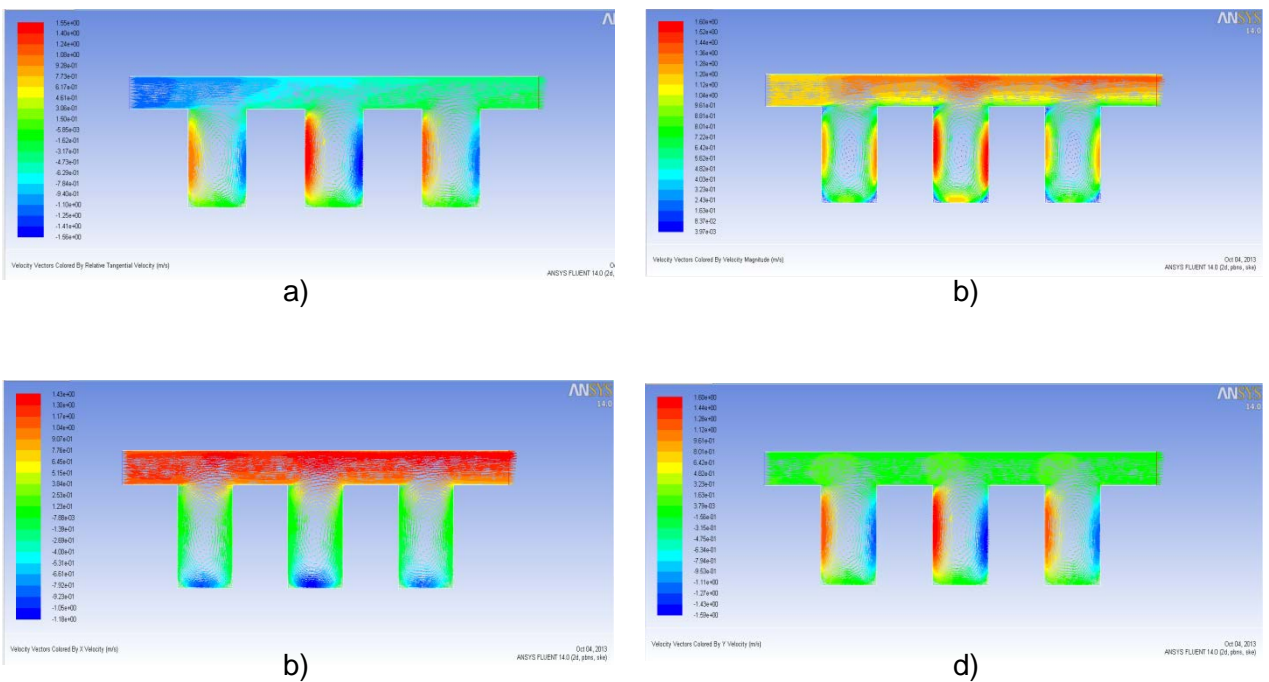 AN
1.55e+00
1.40e+00
1.24e+00
1.08e+00
9.28e-01
7.73e-01
6.17e-01
4.61e-01
3.06e-01
1.50e-01
-5.85e-03
-1.62e-01
-3.17e-01
-4.73e-01
-6.29e-01
-7.84e-01
-9.40e-01
-1.10e+00
-1.25e+00
-1.41e+00
-1.56e+00
Velocity Vectors Colored By Relative Tangential Velocity (m/s)
ANSYS FLUENT 14.0 (2d,
a)
ANSYS
14.0
1.60e+00
1.52e+00
1.44e+00
1.36e+00
1.28e+00
1.20e+00
1.12e+00
1.04e+00
9.61e-01
8.81e-01
8.01e-01
7.22e-01
6.42e-01
5.62e-01
4.82e-01
4.03e-01
3.23e-01
2.43e-01
1.63e-01
8.37e-02
3.97e-03
Velocity Vectors Colored By Velocity Magnitude (m/s)
Oct 04, 2013
ANSYS FLUENT 14.0 (2d, pbns, ske)
b)
ANSYS
14.0
1.43e+00
1.30e+00
1.17e+00
1.04e+00
9.07e-01
7.76e-01
6.45e-01
5.15e-01
3.84e-01
2.53e-01
1.23e-01
-7.88e-03
-1.39e-01
-2.69e-01
-4.00e-01
-5.31e-01
-6.61e-01
-7.92e-01
-9.23e-01
-1.05e+00
-1.18e+00
Velocity Vectors Colored By X Velocity (m/s)
Oct 04, 2013
ANSYS FLUENT 14.0 (2d, pbns, ske)
b)
ANSYS
14.0
1.60e+00
1.44e+00
1.28e+00
1.12e+00
9.61e-01
8.01e-01
6.42e-01
4.82e-01
3.23e-01
1.63e-01
3.79e-03
-1.56e-01
-3.15e-01
-4.75e-01
-6.34e-01
-7.94e-01
-9.53e-01
-1.11e+00
-1.27e+00
-1.43e+00
-1.59e+00
Velocity Vectors Colored By Y Velocity (m/s)
Oct 04, 2013
ANSYS FLUENT 14.0 (2d, pbns, ske)
d)